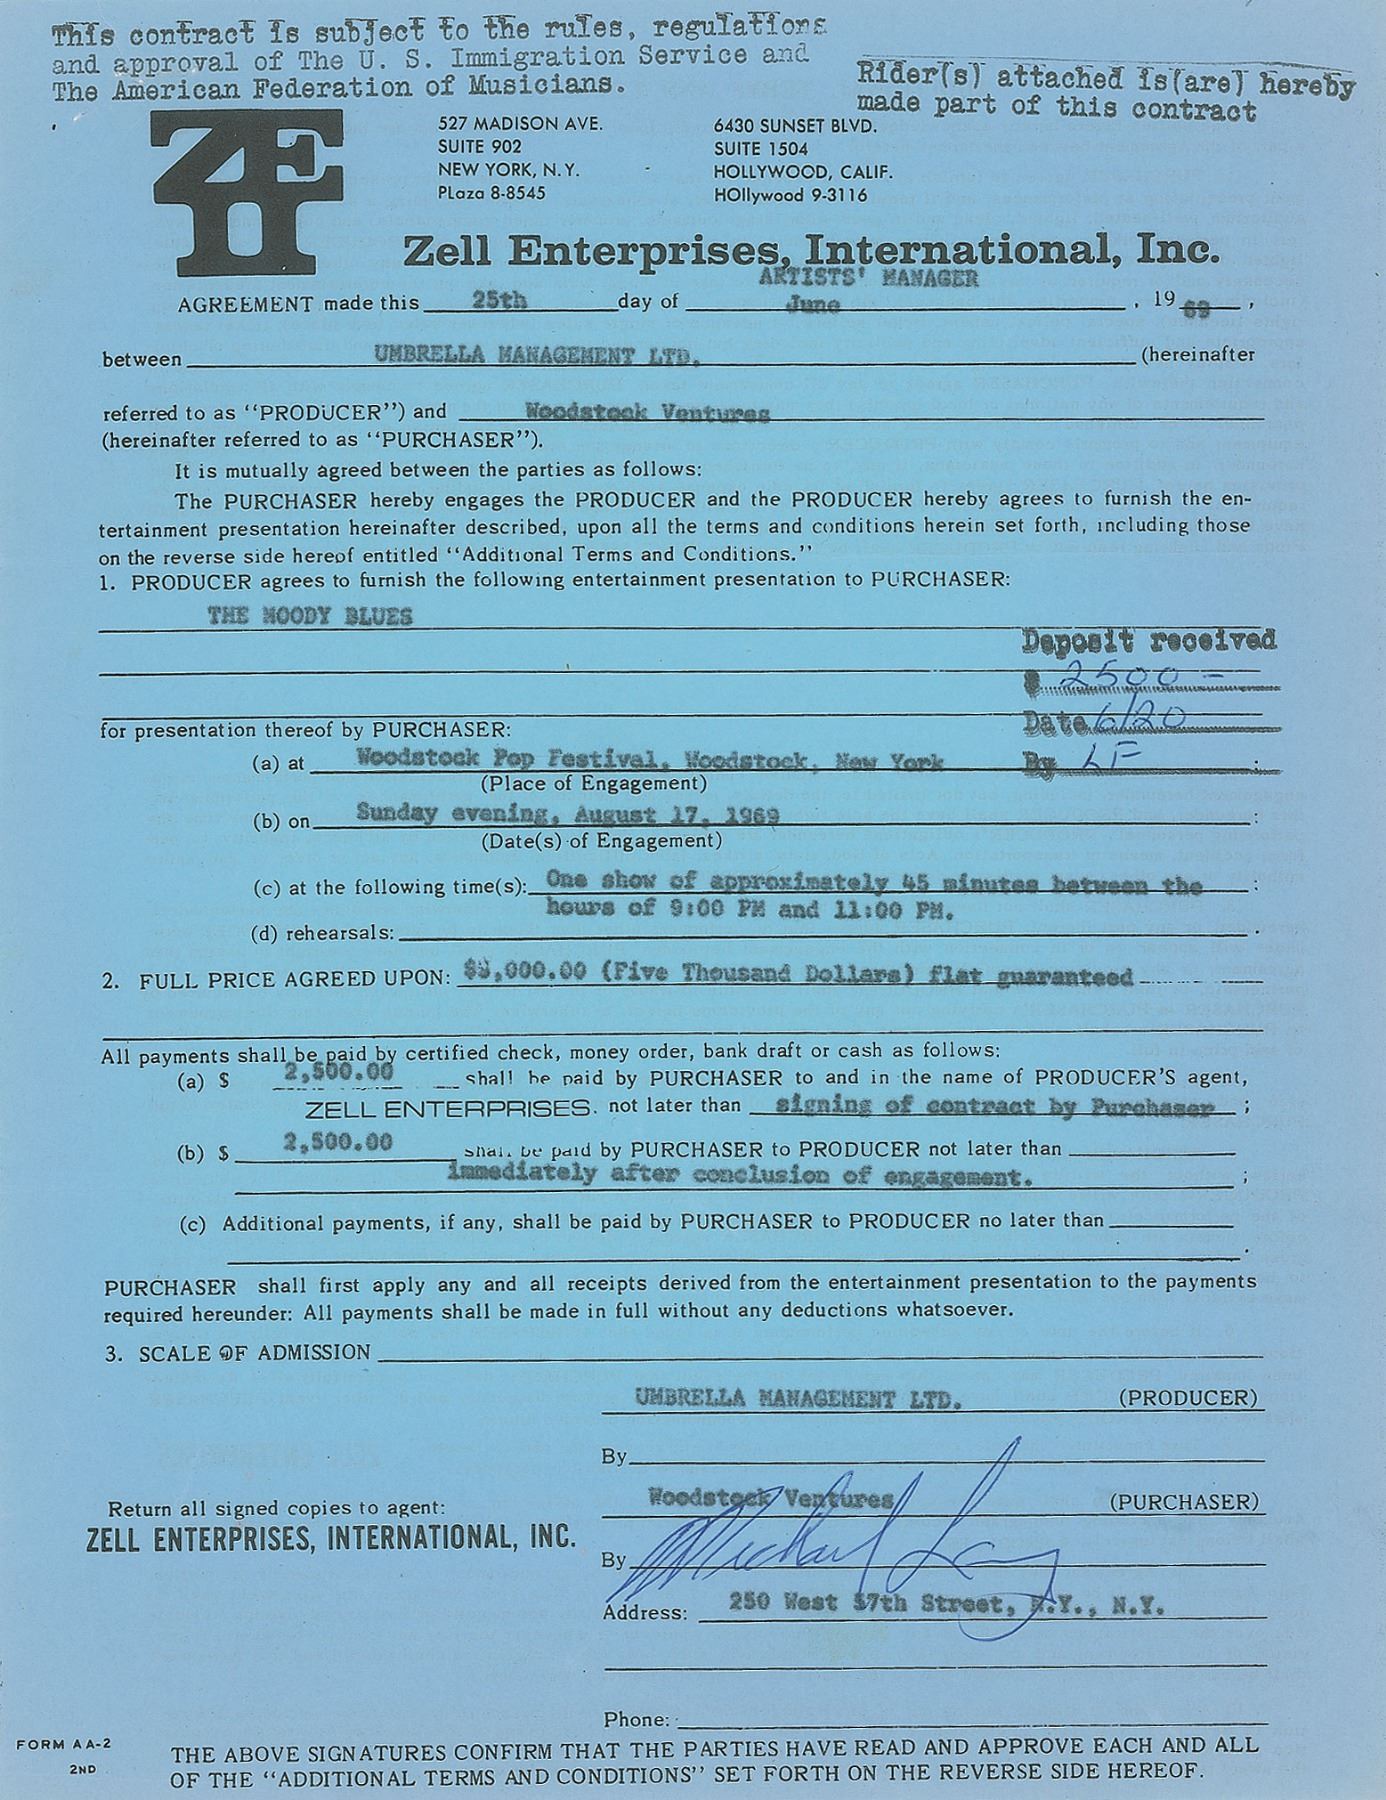 This contract is subject to the rules, regulations
and approval of The U. S. Immigration Service and
The American Federation of Musicians.
Rider(s) attached is(are) hereby
made part of this contract
ZEII
527 MADISON AVE.
SUITE 902
NEW YORK, N.Y.
PLaza 8-8545
6430 SUNSET BLVD.
SUITE 1504
HOLLYWOOD, CALIF.
HOllywood 9-3116
Zell Enterprises, International, Inc.
ARTISTS' MANAGER
AGREEMENT made this 25th day of June , 19 69 ,
between UMBRELLA MANAGEMENT LTD. (hereinafter
referred to as "PRODUCER") and Woodstock Ventures
(hereinafter referred to as "PURCHASER").
It is mutually agreed between the parties as follows:
The PURCHASER hereby engages the PRODUCER and the PRODUCER hereby agrees to furnish the en-
tertainment presentation hereinafter described, upon all the terms and conditions herein set forth, including those
on the reverse side hereof entitled "Additional Terms and Conditions."
1. PRODUCER agrees to furnish the following entertainment presentation to PURCHASER:
THE MOODY BLUES
Deposit received
$ 2500 -
Date 6/20
By LF
for presentation thereof by PURCHASER:
(a) at Woodstock Pop Festival, Woodstock, New York ;
(Place of Engagement)
(b) on Sunday evening, August 17, 1969 ;
(Date(s) of Engagement)
(c) at the following time(s): One show of approximately 45 minutes between the :
hours of 9:00 PM and 11:00 PM.
(d) rehearsals: .
2. FULL PRICE AGREED UPON: $5,000.00 (Five Thousand Dollars) flat guaranteed
All payments shall be paid by certified check, money order, bank draft or cash as follows:
(a) $ 2,500.00 shall be paid by PURCHASER to and in the name of PRODUCER'S agent,
ZELL ENTERPRISES. not later than signing of contract by Purchaser ;
(b) $ 2,500.00 shall be paid by PURCHASER to PRODUCER not later than
immediately after conclusion of engagement. ;
(c) Additional payments, if any, shall be paid by PURCHASER to PRODUCER no later than
.
PURCHASER shall first apply any and all receipts derived from the entertainment presentation to the payments
required hereunder: All payments shall be made in full without any deductions whatsoever.
3. SCALE OF ADMISSION
UMBRELLA MANAGEMENT LTD. (PRODUCER)
By
Woodstock Ventures (PURCHASER)
Return all signed copies to agent:
ZELL ENTERPRISES, INTERNATIONAL, INC.
By Michael Lang
Address: 250 West 57th Street, N.Y., N.Y.
Phone:
FORM AA-2
2ND
THE ABOVE SIGNATURES CONFIRM THAT THE PARTIES HAVE READ AND APPROVE EACH AND ALL
OF THE "ADDITIONAL TERMS AND CONDITIONS" SET FORTH ON THE REVERSE SIDE HEREOF.